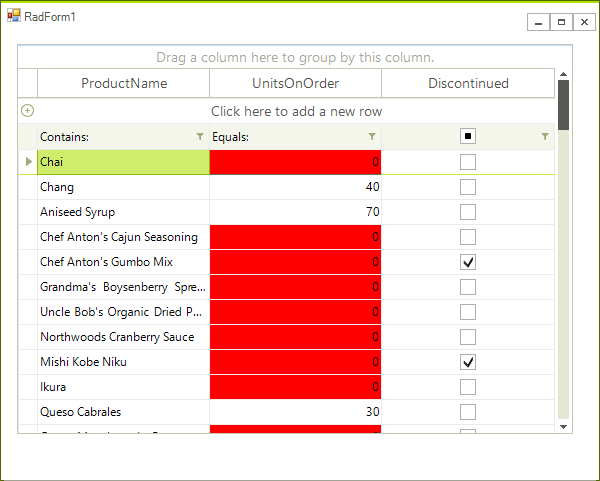 RadForm1
Drag a column here to group by this column.
ProductName UnitsOnOrder Discontinued
Click here to add a new row
Contains: Equals:
Chai 0
Chang 40
Aniseed Syrup 70
Chef Anton's Cajun Seasoning 0
Chef Anton's Gumbo Mix 0
Grandma's Boysenberry Spre... 0
Uncle Bob's Organic Dried P... 0
Northwoods Cranberry Sauce 0
Mishi Kobe Niku 0
Ikura 0
Queso Cabrales 30